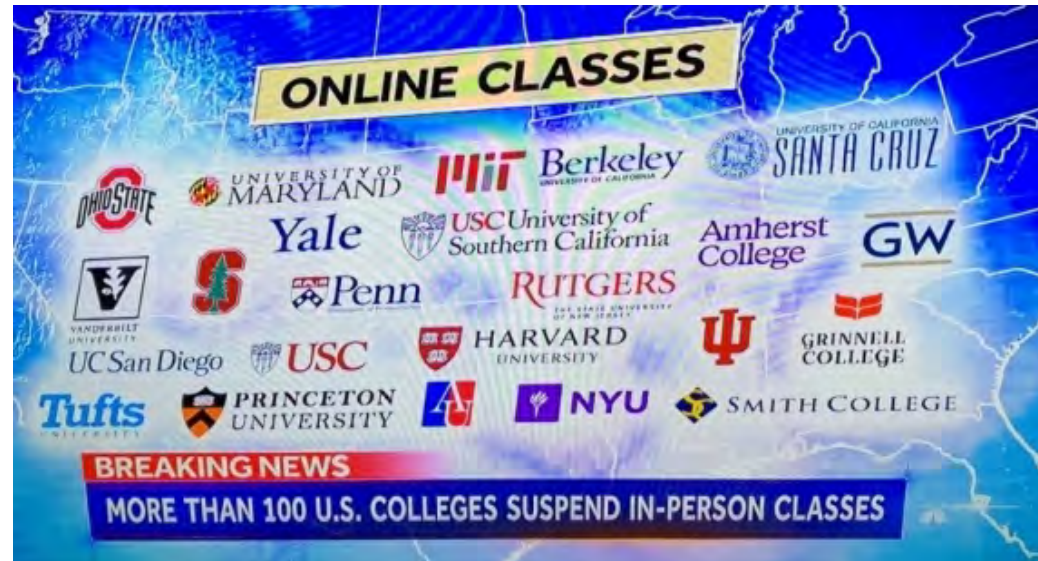 ONLINE CLASSES
OHIO STATE
UNIVERSITY OF
MARYLAND
MIT
Berkeley
UNIVERSITY OF CALIFORNIA
UNIVERSITY OF CALIFORNIA
SANTA CRUZ
Yale
USC University of
Southern California
Amherst
College
GW
V
VANDERBILT
UNIVERSITY
S
Penn
RUTGERS
THE STATE UNIVERSITY
OF NEW JERSEY
UC San Diego
USC
HARVARD
UNIVERSITY
IU
GRINNELL
COLLEGE
Tufts
UNIVERSITY
PRINCETON
UNIVERSITY
AU
NYU
SMITH COLLEGE
BREAKING NEWS
MORE THAN 100 U.S. COLLEGES SUSPEND IN-PERSON CLASSES